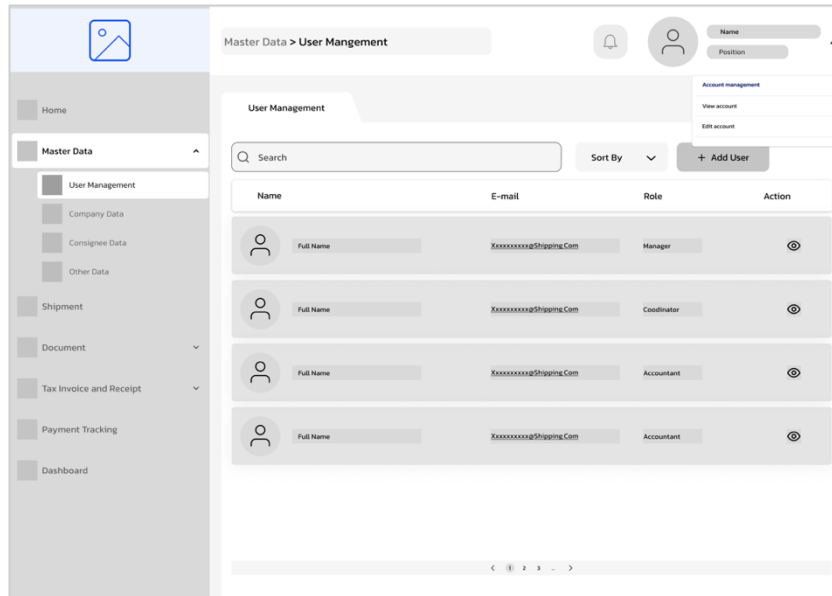 Master Data > User Mangement
Name
Position
Account management
View account
Edit account
Home
Master Data
User Management
Company Data
Consignee Data
Other Data
Shipment
Document
Tax Invoice and Receipt
Payment Tracking
Dashboard
User Management
Search
Sort By
+ Add User
Name E-mail Role Action
Full Name Xxxxxxxxxx@Shipping.Com Manager
Full Name Xxxxxxxxxx@Shipping.Com Coodinator
Full Name Xxxxxxxxxx@Shipping.Com Accountant
Full Name Xxxxxxxxxx@Shipping.Com Accountant
< 1 2 3 .. >